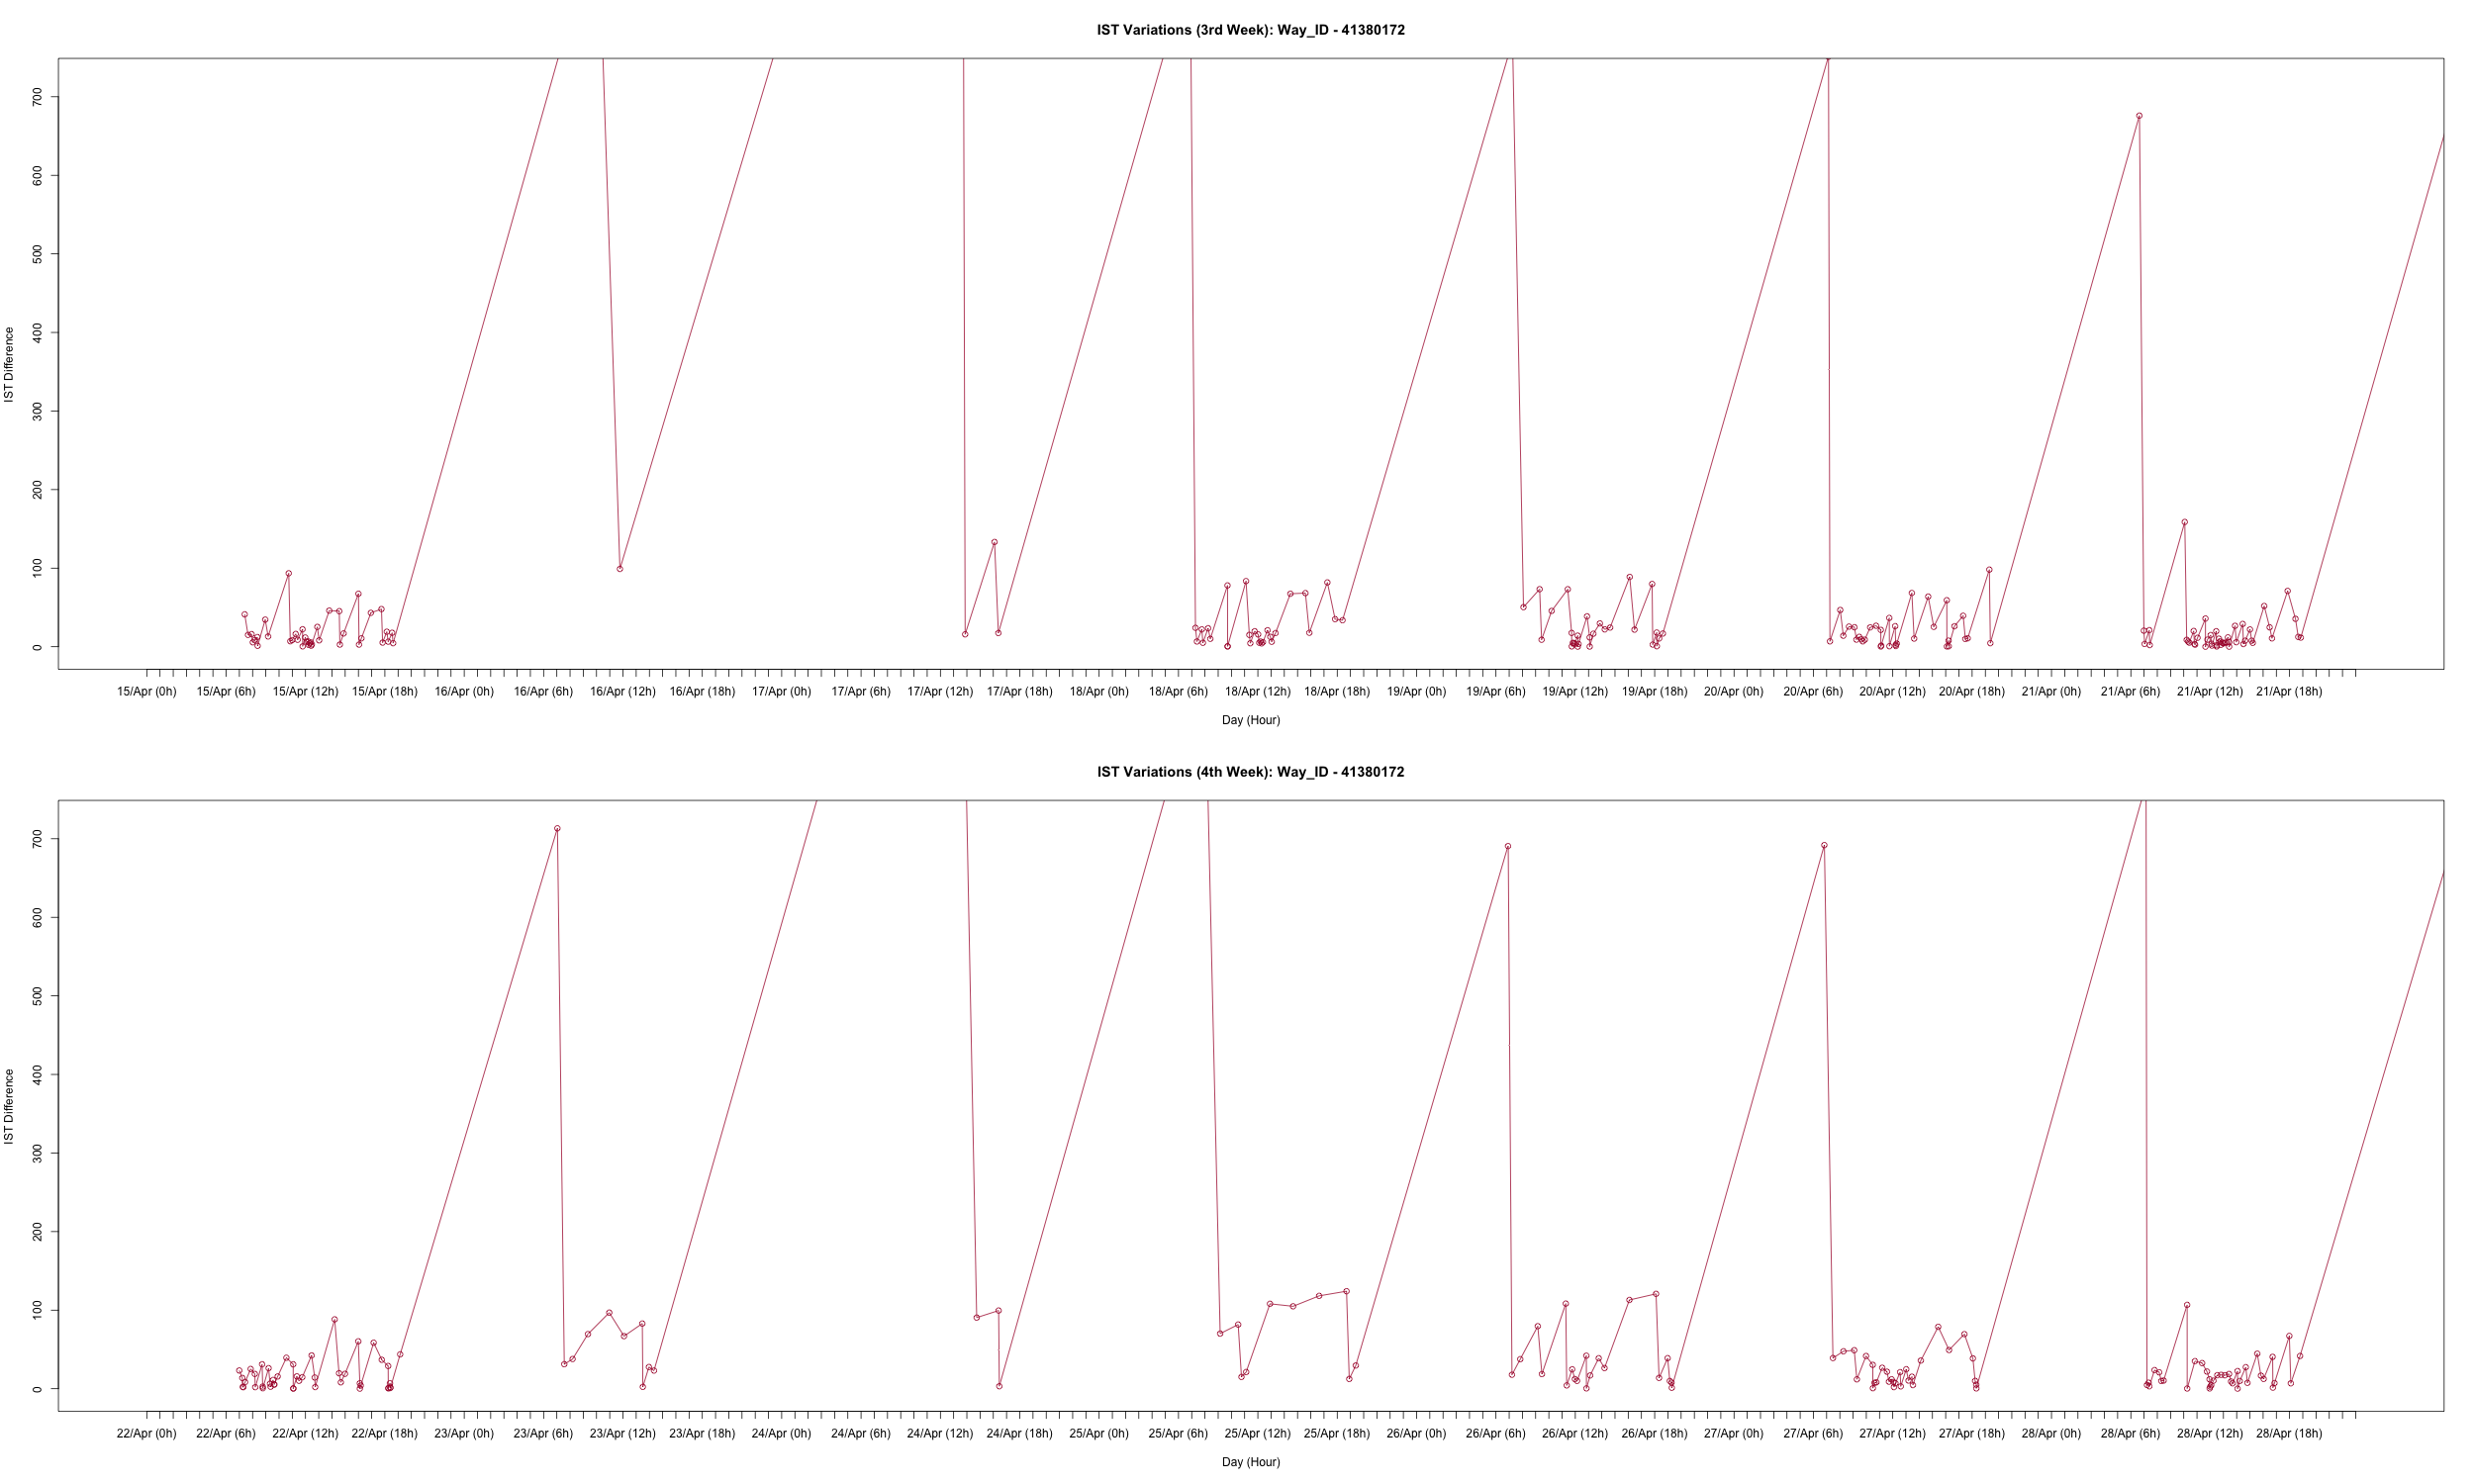 IST Variations (3rd Week): Way_ID - 41380172
IST Difference
700
600
500
400
300
200
100
0
15/Apr (0h) 15/Apr (6h) 15/Apr (12h) 15/Apr (18h) 16/Apr (0h) 16/Apr (6h) 16/Apr (12h) 16/Apr (18h) 17/Apr (0h) 17/Apr (6h) 17/Apr (12h) 17/Apr (18h) 18/Apr (0h) 18/Apr (6h) 18/Apr (12h) 18/Apr (18h) 19/Apr (0h) 19/Apr (6h) 19/Apr (12h) 19/Apr (18h) 20/Apr (0h) 20/Apr (6h) 20/Apr (12h) 20/Apr (18h) 21/Apr (0h) 21/Apr (6h) 21/Apr (12h) 21/Apr (18h)
Day (Hour)
IST Variations (4th Week): Way_ID - 41380172
IST Difference
700
600
500
400
300
200
100
0
22/Apr (0h) 22/Apr (6h) 22/Apr (12h) 22/Apr (18h) 23/Apr (0h) 23/Apr (6h) 23/Apr (12h) 23/Apr (18h) 24/Apr (0h) 24/Apr (6h) 24/Apr (12h) 24/Apr (18h) 25/Apr (0h) 25/Apr (6h) 25/Apr (12h) 25/Apr (18h) 26/Apr (0h) 26/Apr (6h) 26/Apr (12h) 26/Apr (18h) 27/Apr (0h) 27/Apr (6h) 27/Apr (12h) 27/Apr (18h) 28/Apr (0h) 28/Apr (6h) 28/Apr (12h) 28/Apr (18h)
Day (Hour)